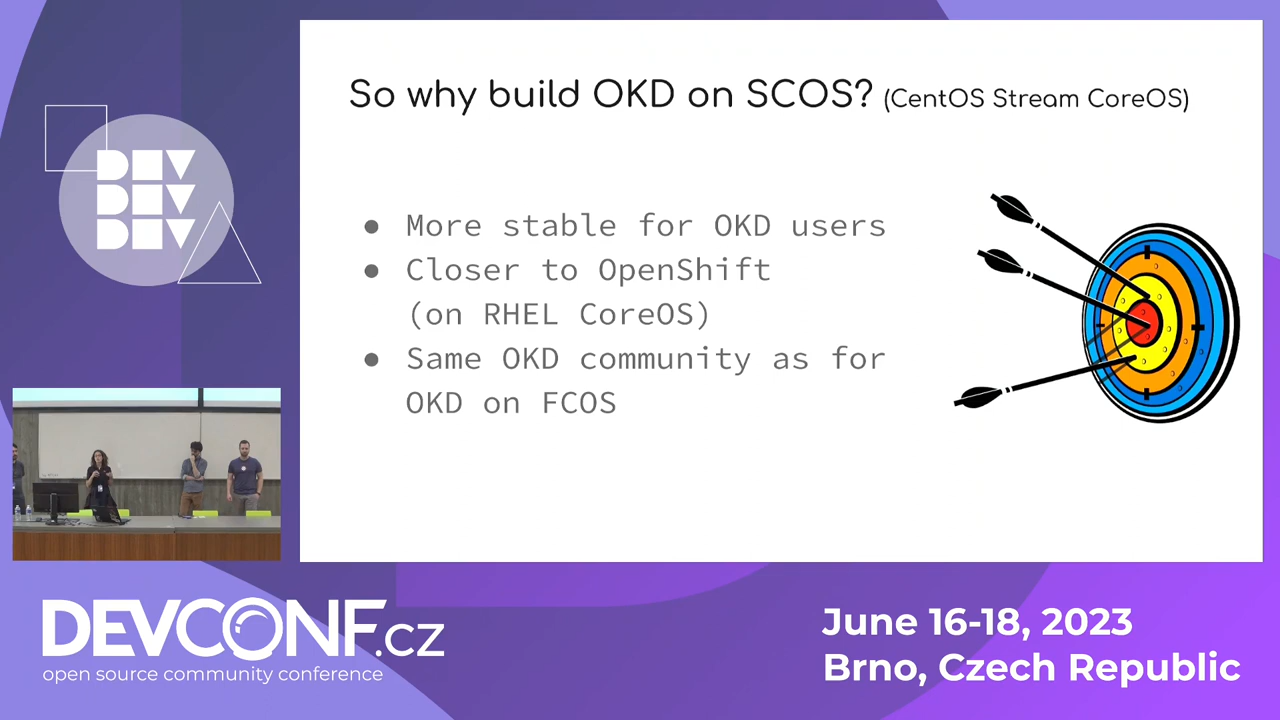 So why build OKD on SCOS? (CentOS Stream CoreOS)
● More stable for OKD users
● Closer to OpenShift
(on RHEL CoreOS)
● Same OKD community as for
OKD on FCOS
DEV
DEV
DEV
DEVCONF.cz
open source community conference
June 16-18, 2023
Brno, Czech Republic